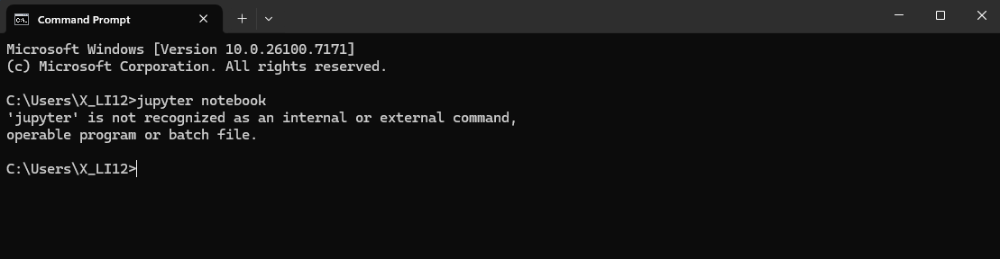 Command Prompt
Microsoft Windows [Version 10.0.26100.7171]
(c) Microsoft Corporation. All rights reserved.
C:\Users\X_LI12>jupyter notebook
'jupyter' is not recognized as an internal or external command,
operable program or batch file.
C:\Users\X_LI12>